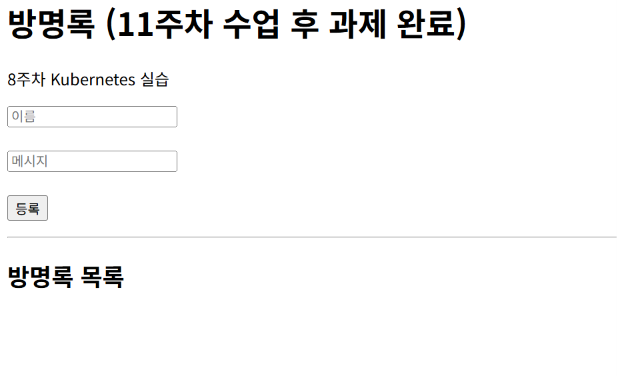 방명록 (11주차 수업 후 과제 완료)
8주차 Kubernetes 실습
이름
메시지
등록
방명록 목록